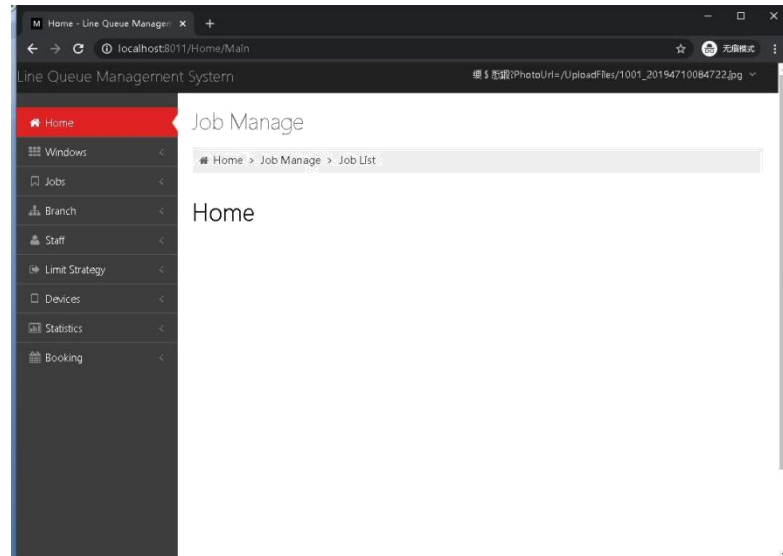 M Home - Line Queue Managem
localhost:8011/Home/Main
无痕模式
Line Queue Management System
?PhotoUrl=/UploadFiles/1001_20194710084722.jpg
Home
Windows
Jobs
Branch
Staff
Limit Strategy
Devices
Statistics
Booking
Job Manage
Home > Job Manage > Job List
Home